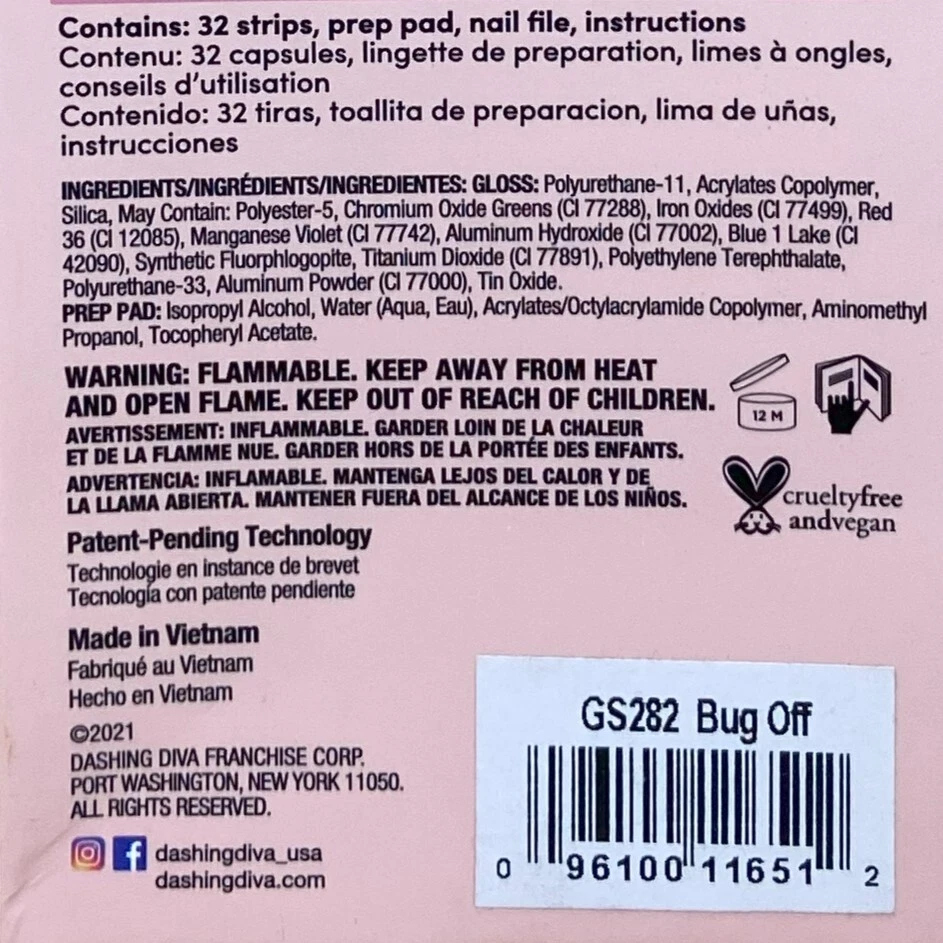 Contains: 32 strips, prep pad, nail file, instructions
Contenu: 32 capsules, lingette de preparation, limes à ongles,
conseils d'utilisation
Contenido: 32 tiras, toallita de preparacion, lima de uñas,
instrucciones
INGREDIENTS/INGRÉDIENTS/INGREDIENTES: GLOSS: Polyurethane-11, Acrylates Copolymer,
Silica, May Contain: Polyester-5, Chromium Oxide Greens (CI 77288), Iron Oxides (CI 77499), Red
36 (CI 12085), Manganese Violet (CI 77742), Aluminum Hydroxide (CI 77002), Blue 1 Lake (CI
42090), Synthetic Fluorphlogopite, Titanium Dioxide (CI 77891), Polyethylene Terephthalate,
Polyurethane-33, Aluminum Powder (CI 77000), Tin Oxide.
PREP PAD: Isopropyl Alcohol, Water (Aqua, Eau), Acrylates/Octylacrylamide Copolymer, Aminomethyl
Propanol, Tocopheryl Acetate.
WARNING: FLAMMABLE. KEEP AWAY FROM HEAT
AND OPEN FLAME. KEEP OUT OF REACH OF CHILDREN.
AVERTISSEMENT: INFLAMMABLE. GARDER LOIN DE LA CHALEUR
ET DE LA FLAMME NUE. GARDER HORS DE LA PORTÉE DES ENFANTS.
ADVERTENCIA: INFLAMABLE. MANTENGA LEJOS DEL CALOR Y DE
LA LLAMA ABIERTA. MANTENER FUERA DEL ALCANCE DE LOS NIÑOS.
12 M
crueltyfree
andvegan
Patent-Pending Technology
Technologie en instance de brevet
Tecnología con patente pendiente
Made in Vietnam
Fabriqué au Vietnam
Hecho en Vietnam
©2021
DASHING DIVA FRANCHISE CORP.
PORT WASHINGTON, NEW YORK 11050.
ALL RIGHTS RESERVED.
dashingdiva_usa
dashingdiva.com
GS282 Bug Off
0 96100 11651 2